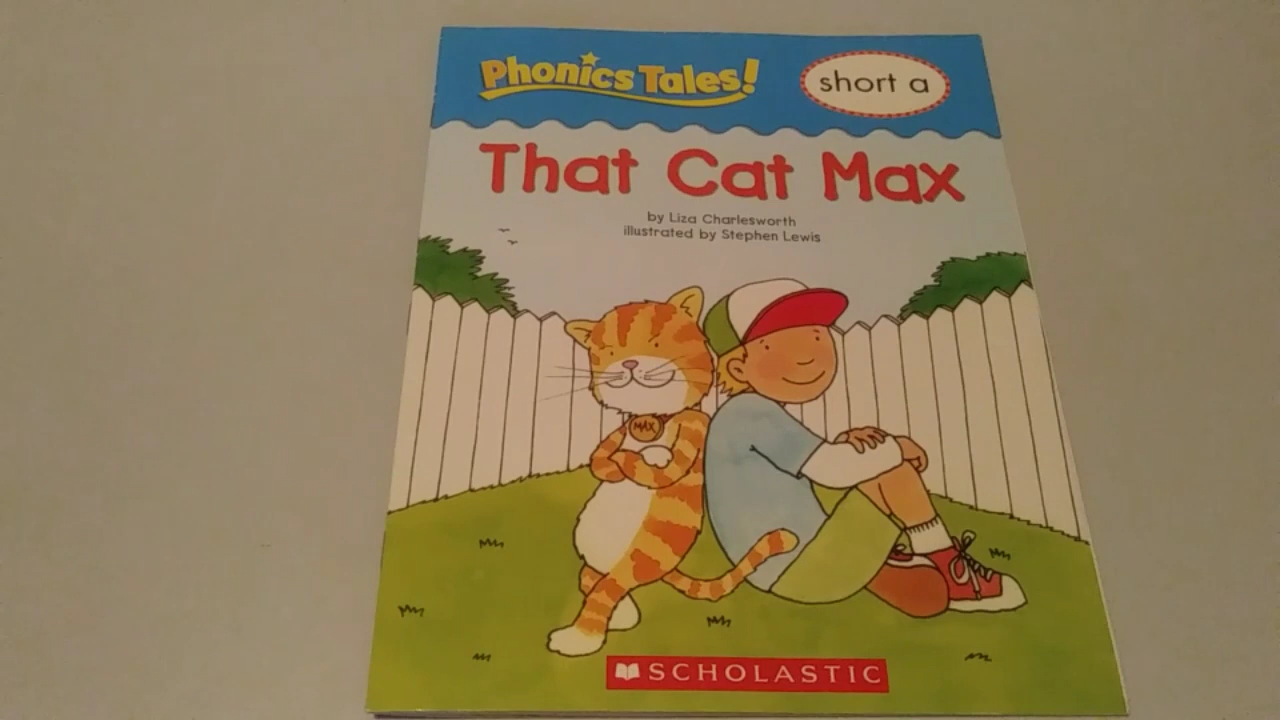 Phonics Tales!
short a
That Cat Max
by Liza Charlesworth
illustrated by Stephen Lewis
MAX
SCHOLASTIC